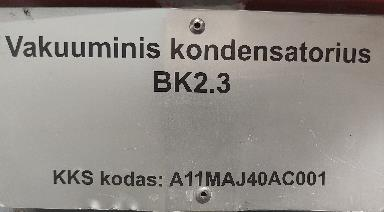 Vakuuminis kondensatorius
BK2.3
KKS kodas: A11MAJ40AC001